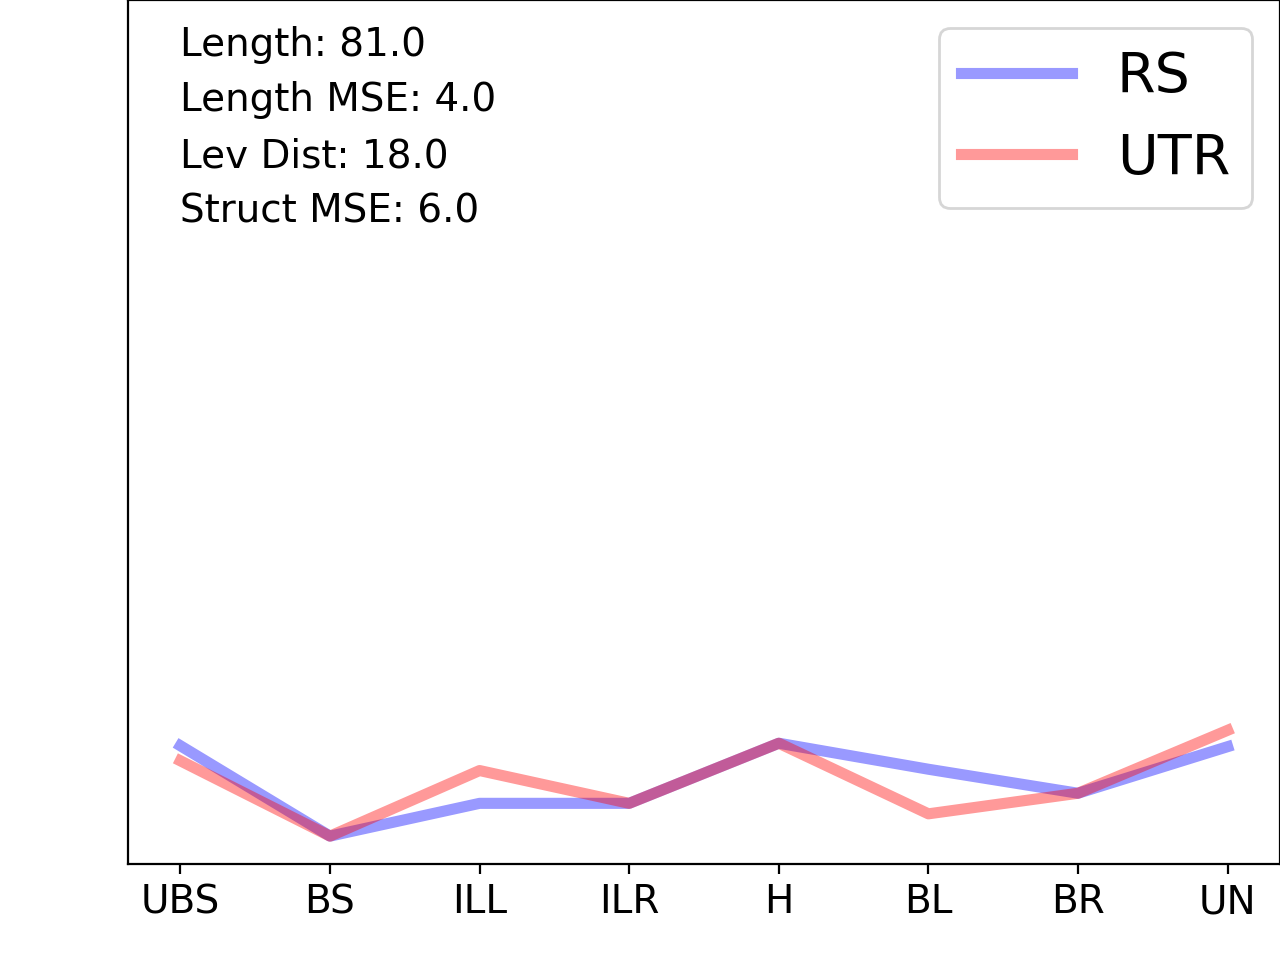 Length: 81.0
Length MSE: 4.0
Lev Dist: 18.0
Struct MSE: 6.0
RS
UTR
UBS BS ILL ILR H BL BR UN